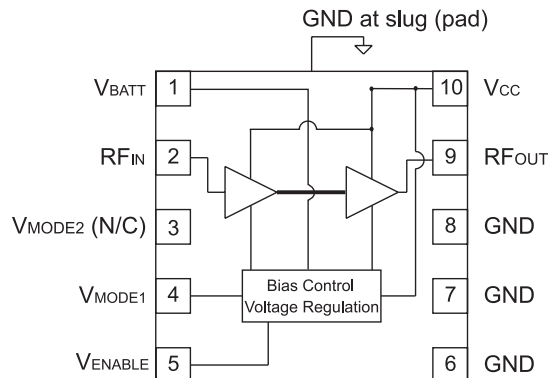 GND at slug (pad)
VBATT 1 10 VCC
RFIN 2 9 RFOUT
VMODE2 (N/C) 3 8 GND
Bias Control
VMODE1 4 7 GND
Voltage Regulation
VENABLE 5 6 GND